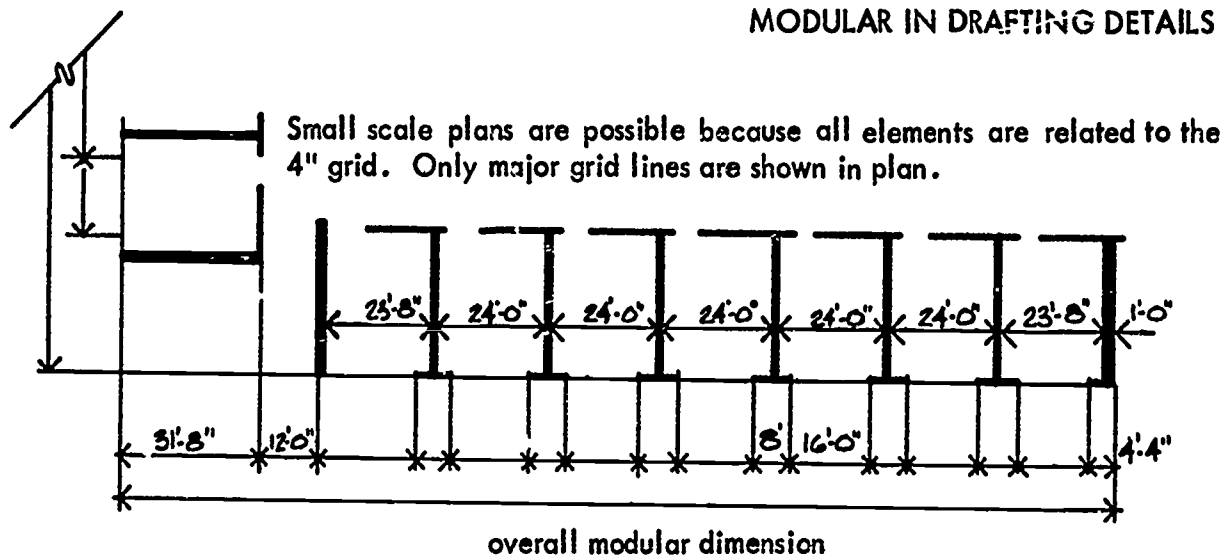 MODULAR IN DRAFTING DETAILS
N
Small scale plans are possible because all elements are related to the
4" grid. Only major grid lines are shown in plan.
23'-8" 24'-0" 24'-0" 24'-0" 24'-0" 24'-0" 23'-8" 1'-0"
31'-8" 12'0" 8' 16'-0" 4'-4"
overall modular dimension